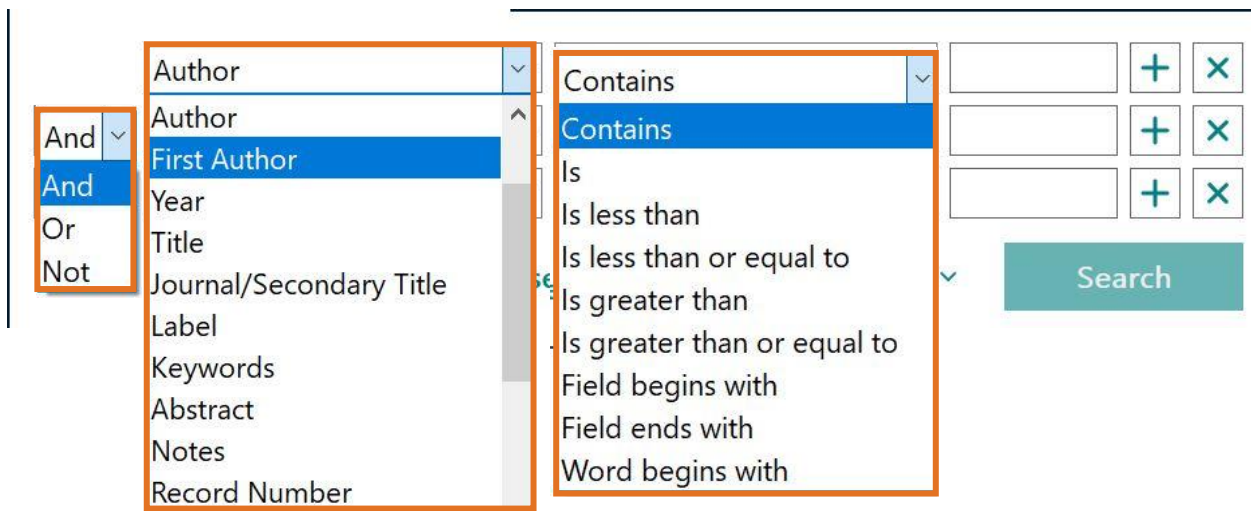 Author
Contains
And
And
Or
Not
Author
First Author
Year
Title
Journal/Secondary Title
Label
Keywords
Abstract
Notes
Record Number
Contains
Is
Is less than
Is less than or equal to
Is greater than
Is greater than or equal to
Field begins with
Field ends with
Word begins with
Search